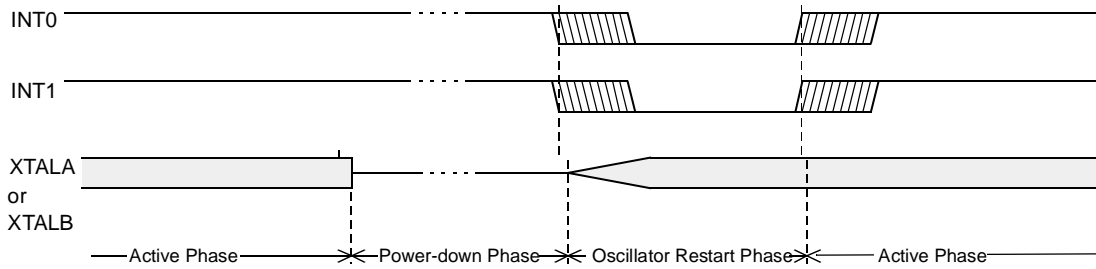 INT0
INT1
XTALA
or
XTALB
Active Phase Power-down Phase Oscillator Restart Phase Active Phase